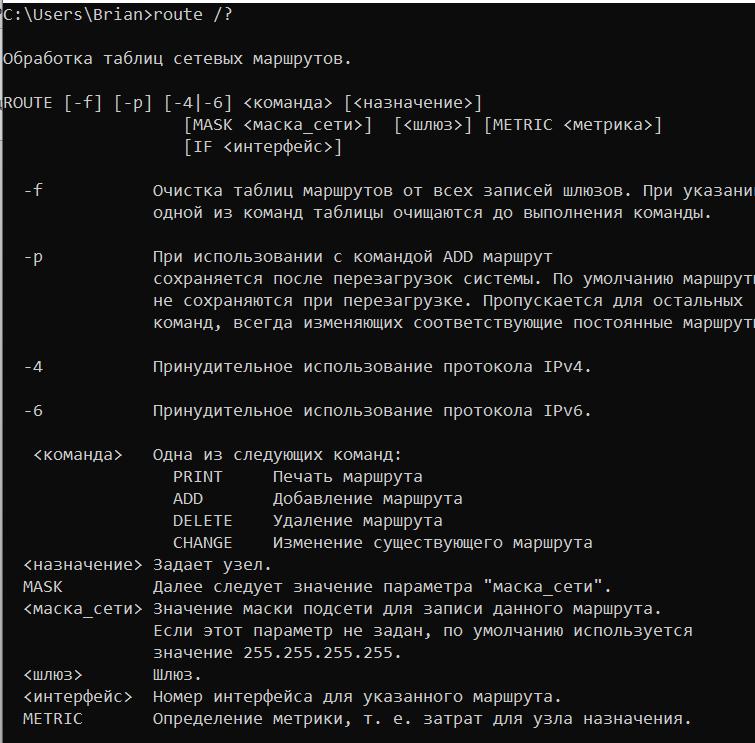 C:\Users\Brian>route /?
Обработка таблиц сетевых маршрутов.
ROUTE [-f] [-p] [-4|-6] <команда> [<назначение>]
[MASK <маска_сети>]  [<шлюз>] [METRIC <метрика>]
[IF <интерфейс>]
-f           Очистка таблиц маршрутов от всех записей шлюзов. При
одной из команд таблицы очищаются до выполнения команды.
-p           При использовании с командой ADD маршрут
сохраняется после перезагрузок системы. По умолчанию
не сохраняются при перезагрузке. Пропускается для остальных
команд, всегда изменяющих соответствующие постоянные
-4           Принудительное использование протокола IPv4.
-6           Принудительное использование протокола IPv6.
<команда>   Одна из следующих команд:
PRINT     Печать маршрута
ADD       Добавление маршрута
DELETE    Удаление маршрута
CHANGE    Изменение существующего маршрута
<назначение> Задает узел.
MASK         Далее следует значение параметра "маска_сети".
<маска_сети> Значение маски подсети для записи данного маршрута.
Если этот параметр не задан, по умолчанию используется
значение 255.255.255.255.
<шлюз>       Шлюз.
<интерфейс>  Номер интерфейса для указанного маршрута.
METRIC       Определение метрики, т. е. затрат для узла назначения.